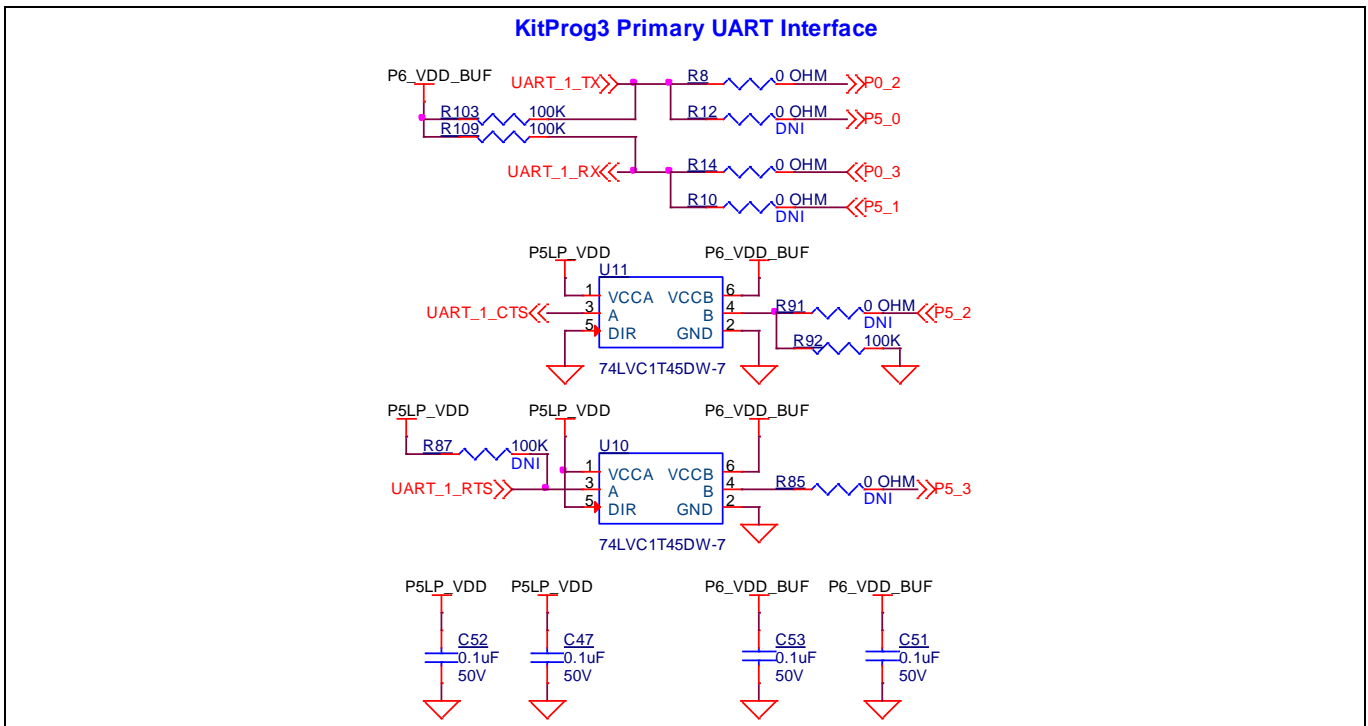 KitProg3 Primary UART Interface
P6_VDD_BUF
UART_1_TX
R8
0 OHM
P0_2
R103
100K
R12
0 OHM
DNI
P5_0
R109
100K
UART_1_RX
R14
0 OHM
P0_3
R10
0 OHM
DNI
P5_1
P5LP_VDD
P6_VDD_BUF
U11
1
VCCA
VCCB
6
UART_1_CTS
3
A
B
4
R91
0 OHM
DNI
P5_2
5
DIR
GND
2
R92
100K
74LVC1T45DW-7
P5LP_VDD
P5LP_VDD
P6_VDD_BUF
R87
100K
DNI
U10
1
VCCA
VCCB
6
UART_1_RTS
3
A
B
4
R85
0 OHM
DNI
P5_3
5
DIR
GND
2
74LVC1T45DW-7
P5LP_VDD
P5LP_VDD
P6_VDD_BUF
P6_VDD_BUF
C52
0.1uF
50V
C47
0.1uF
50V
C53
0.1uF
50V
C51
0.1uF
50V